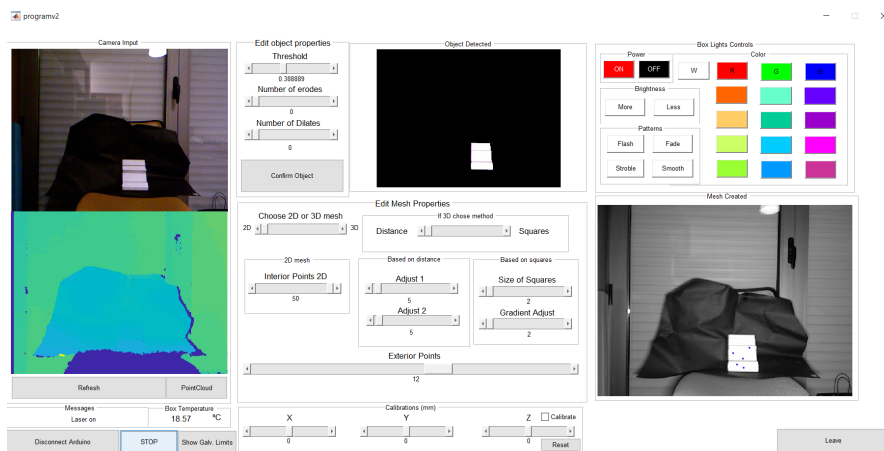 programv2
Camera Imput
Edit object properties
Threshold
0.388889
Number of erodes
0
Number of Dilates
0
Confirm Object
Object Detected
Box Lights Controls
Power
ON
OFF
Color
W
R
G
Brightness
More
Less
Patterns
Flash
Fade
Stroble
Smooth
Edit Mesh Properties
Choose 2D or 3D mesh
2D
3D
If 3D chose method
Distance
Squares
2D mesh
Interior Points 2D
50
Based on distance
Adjust 1
5
Adjust 2
5
Based on squares
Size of Squares
2
Gradient Adjust
2
Exterior Points
12
Mesh Created
Refresh
PointCloud
Messages
Laser on
Box Temperature
18.57 ºC
Disconnect Arduino
STOP
Show Galv. Limits
Calibrations (mm)
X
0
Y
0
Z
0
Calibrate
Reset
Leave